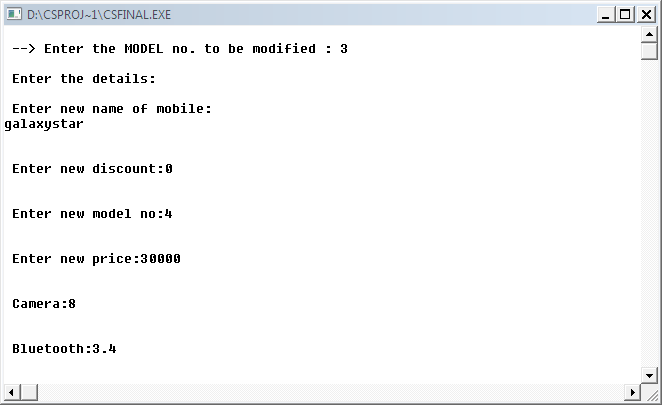 D:\CSPROJ~1\CSFINAL.EXE
--> Enter the MODEL no. to be modified : 3
Enter the details:
Enter new name of mobile:
galaxystar
Enter new discount:0
Enter new model no:4
Enter new price:30000
Camera:8
Bluetooth:3.4